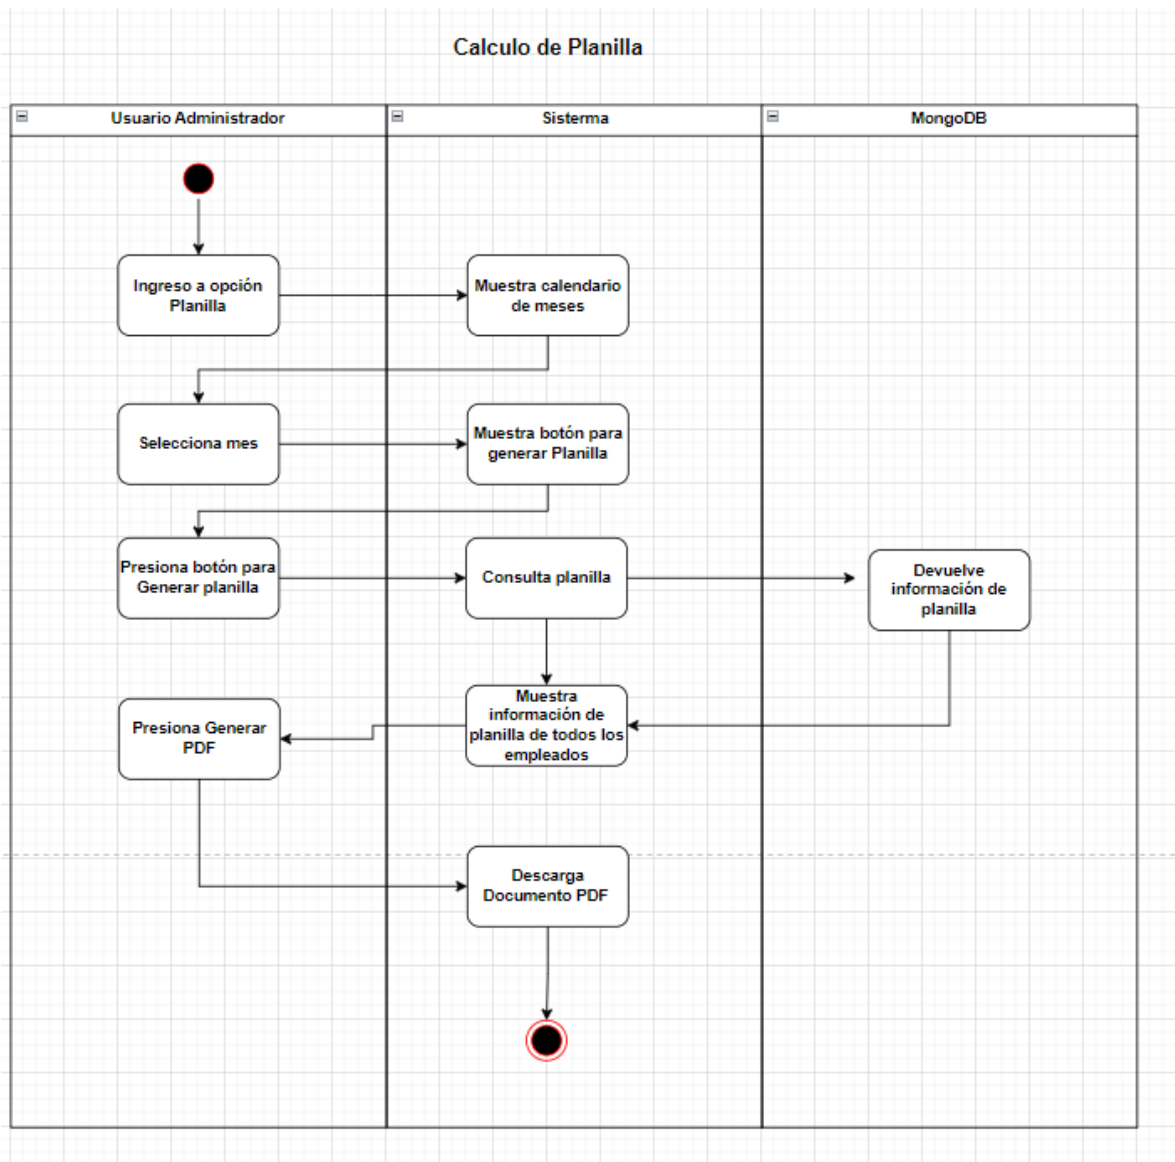 Calculo de Planilla
Usuario Administrador
Sisterma
MongoDB
Ingreso a opción
Planilla
Muestra calendario
de meses
Selecciona mes
Muestra botón para
generar Planilla
Presiona botón para
Generar planilla
Consulta planilla
Devuelve
información de
planilla
Presiona Generar
PDF
Muestra
información de
planilla de todos los
empleados
Descarga
Documento PDF